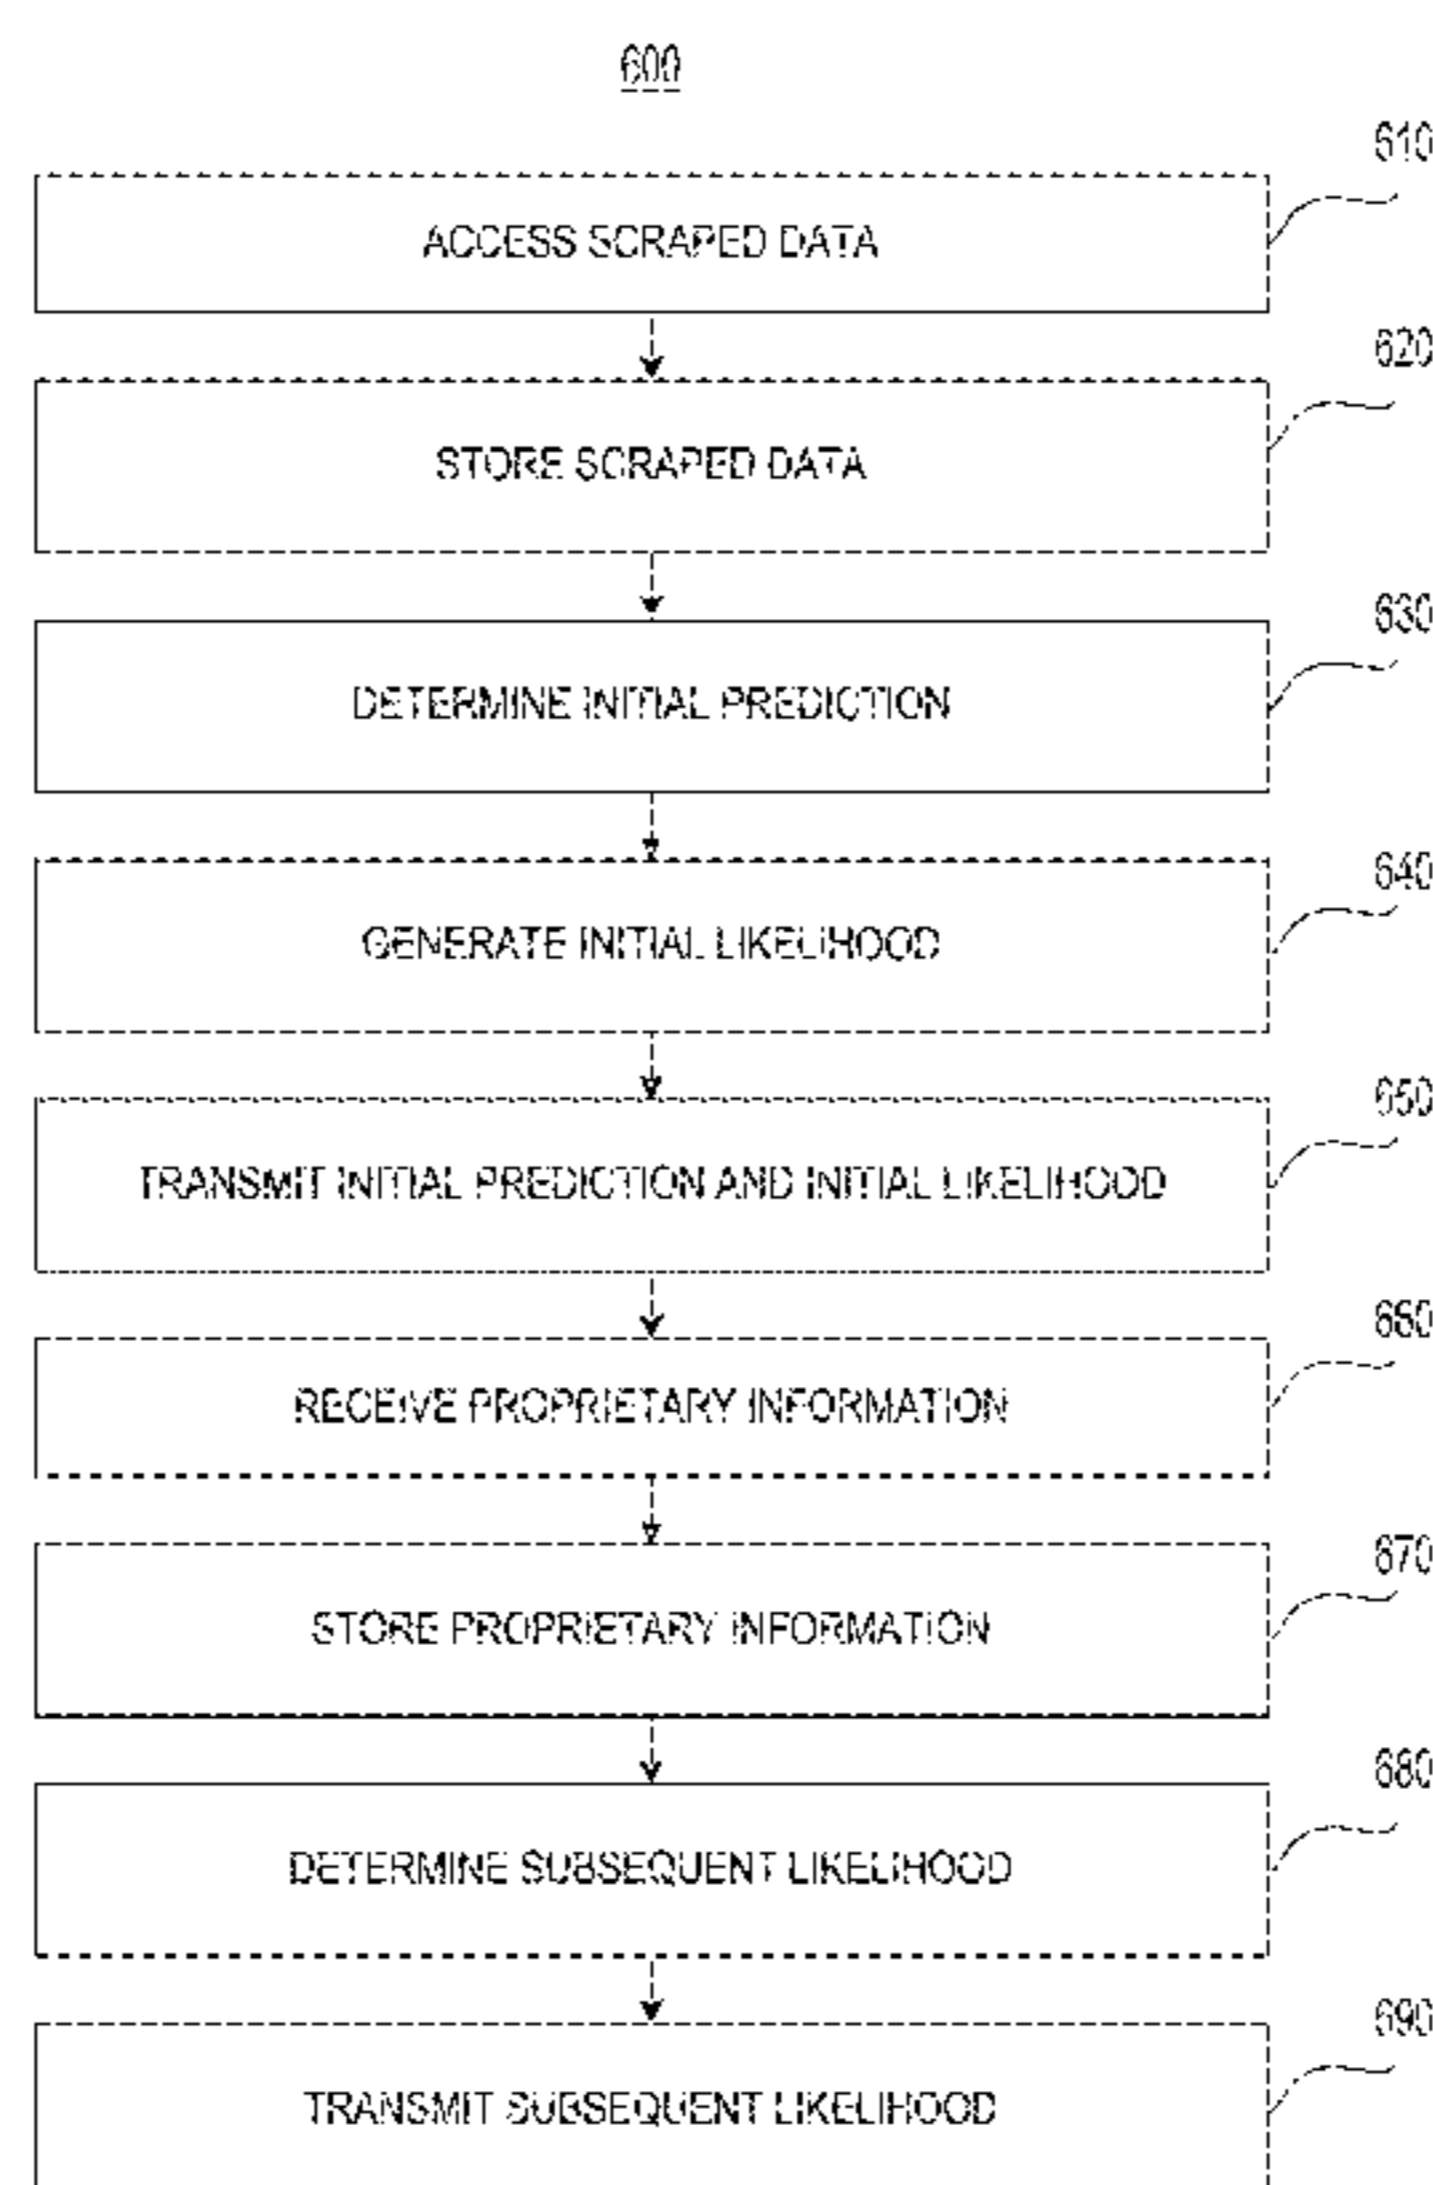 600
610
ACCESS SCRAPED DATA
620
STORE SCRAPED DATA
630
DETERMINE INITIAL PREDICTION
640
GENERATE INITIAL LIKELIHOOD
650
TRANSMIT INITIAL PREDICTION AND INITIAL LIKELIHOOD
660
RECEIVE PROPRIETARY INFORMATION
670
STORE PROPRIETARY INFORMATION
680
DETERMINE SUBSEQUENT LIKELIHOOD
690
TRANSMIT SUBSEQUENT LIKELIHOOD